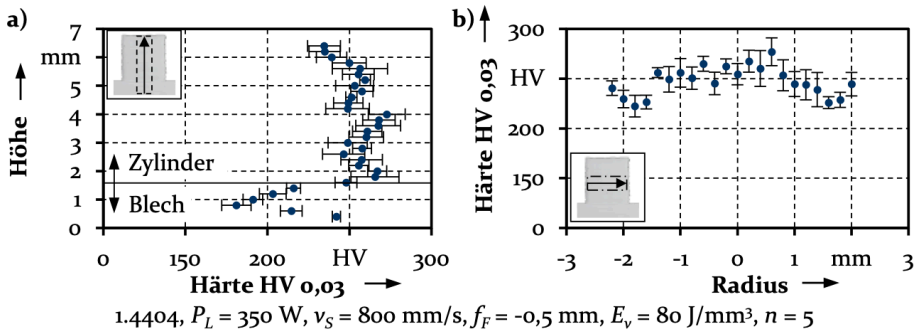 a)
Höhe
7
mm
5
4
3
2
1
0
Zylinder
Blech
0 150 200 HV 300
Härte HV 0,03
b)
Härte HV 0,03
300
HV
200
150
0
-3 -2 -1 0 1 mm 3
Radius
1.4404, P_L = 350 W, v_S = 800 mm/s, f_F = -0,5 mm, E_v = 80 J/mm³, n = 5